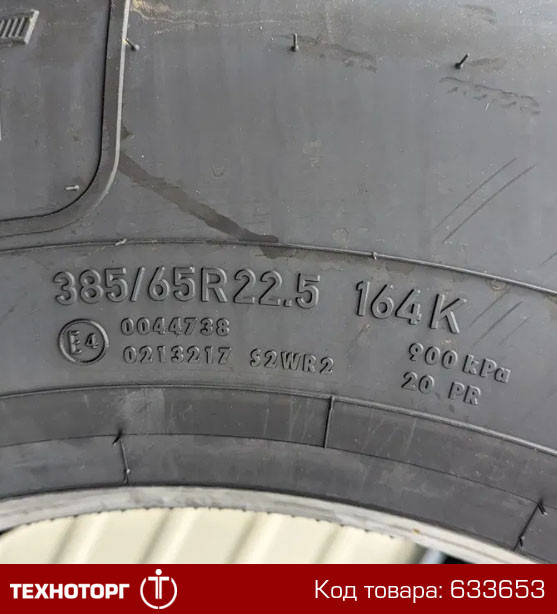 385/65R22.5 164K
E4 0044738
0213217 S2WR2 900 kPa
20 PR
ТЕХНОТОРГ Т Код товара: 633653